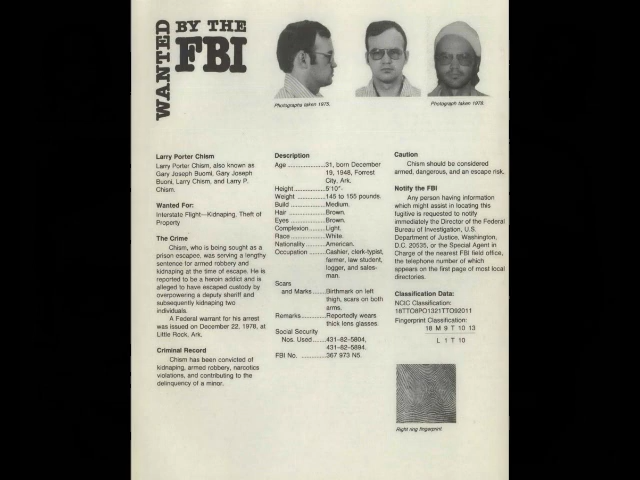 WANTED
BY THE
FBI
Photographs taken 1975.
Photograph taken 1978.
Larry Porter Chism
Larry Porter Chism, also known as
Gary Joseph Buomi, Gary Joseph
Buoni, Larry Chism, and Larry P.
Chism.
Wanted For:
Interstate Flight—Kidnaping, Theft of
Property
The Crime
Chism, who is being sought as a
prison escapee, was serving a lengthy
sentence for armed robbery and
kidnaping at the time of escape. He is
reported to be a heroin addict and is
alleged to have escaped custody by
overpowering a deputy sheriff and
subsequently kidnaping two
individuals.
A Federal warrant for his arrest
was issued on December 22, 1978, at
Little Rock, Ark.
Criminal Record
Chism has been convicted of
kidnaping, armed robbery, narcotics
violations, and contributing to the
delinquency of a minor.
Description
Age ....................31, born December
19, 1948, Forrest
City, Ark.
Height ................5'10".
Weight ...............145 to 155 pounds.
Build ..................Medium.
Hair ...................Brown.
Eyes ..................Brown.
Complexion .......Light.
Race ..................White.
Nationality .........American.
Occupation ........Cashier, clerk-typist,
farmer, law student,
logger, and sales-
man.
Scars
and Marks ........Birthmark on left
thigh, scare on both
arms.
Remarks ............Reportedly wears
thick lens glasses.
Social Security
Nos. Used .......431-82-5804,
431-82-5894.
FBI No. .............367 973 N5.
Caution
Chism should be considered
armed, dangerous, and an escape risk.
Notify the FBI
Any person having information
which might assist in locating this
fugitive is requested to notify
immediately the Director of the Federal
Bureau of Investigation, U.S.
Department of Justice, Washington,
D.C. 20535, or the Special Agent in
Charge of the nearest FBI field office,
the telephone number of which
appears on the first page of most local
directories.
Classification Data:
NCIC Classification:
18TTO8PO1321TTO92011
Fingerprint Classification:
18 M 9 T 10 13
L 1 T 10
Right ring fingerprint